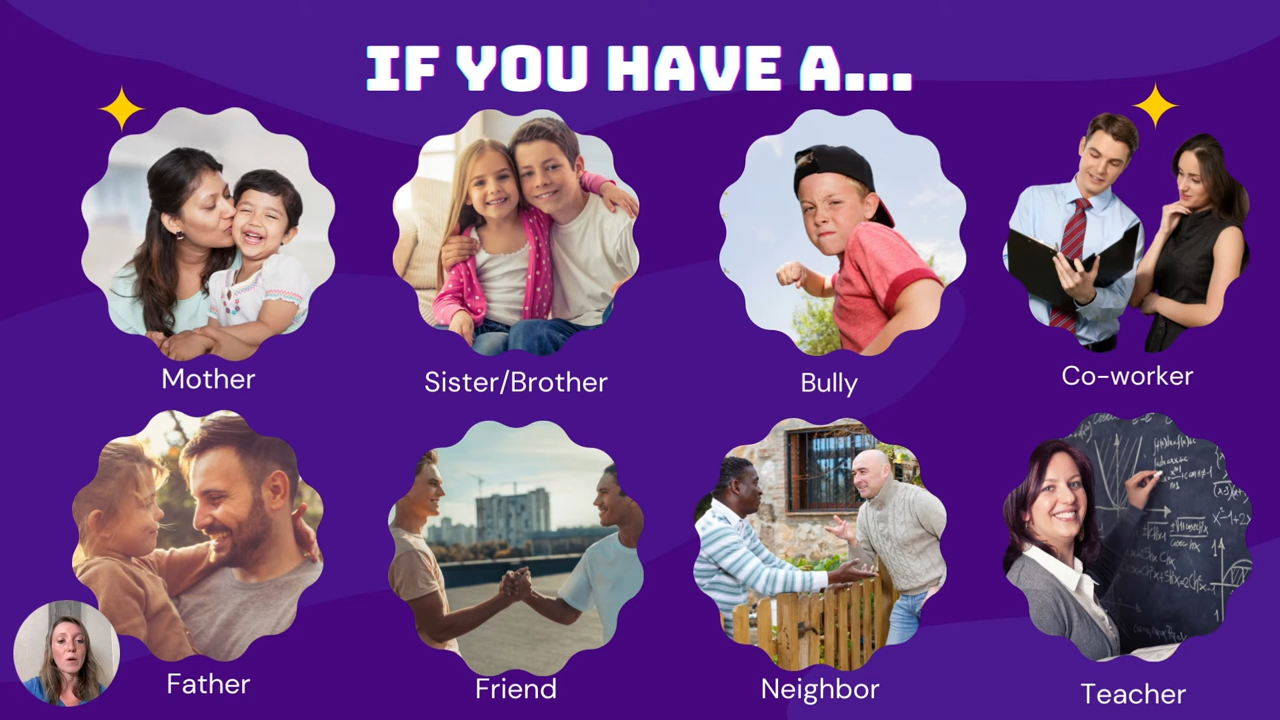 IF YOU HAVE A...
Mother
Sister/Brother
Bully
Co-worker
Father
Friend
Neighbor
Teacher